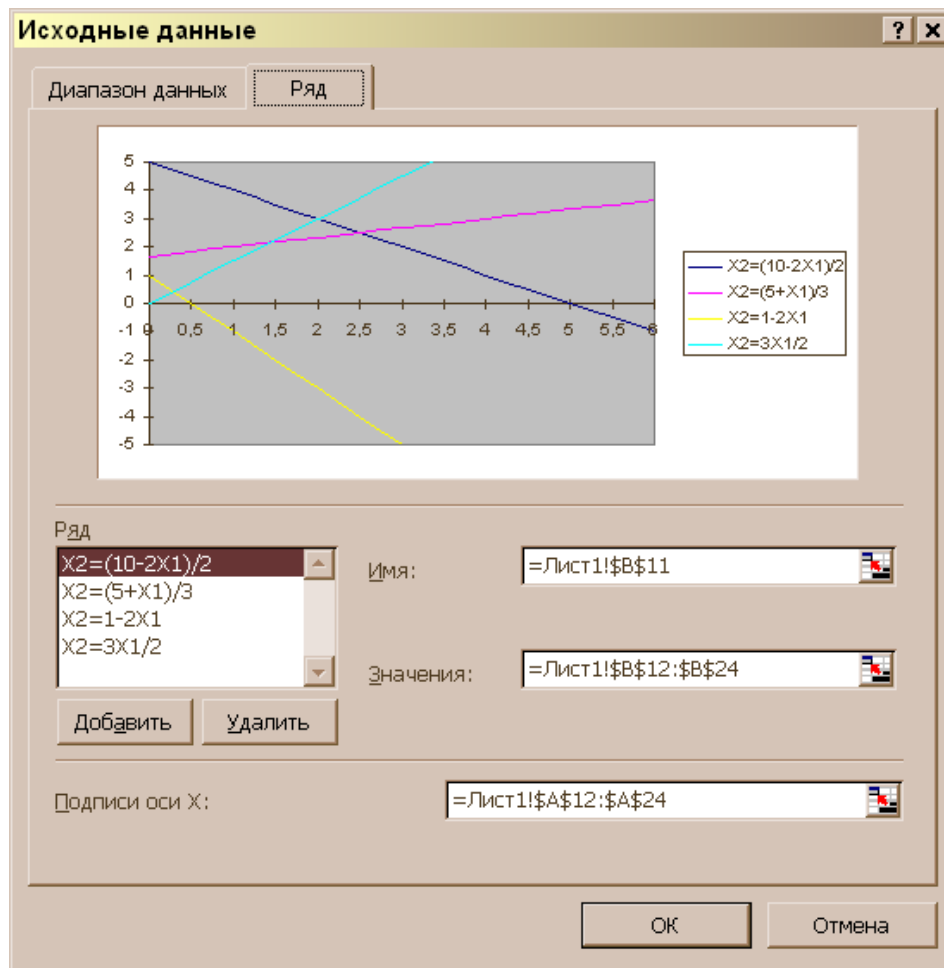 Исходные данные
Диапазон данных
Ряд
5
4
3
2
1
0
-1
-2
-3
-4
-5
0 0,5 1 1,5 2 2,5 3 3,5 4 4,5 5 5,5 6
X2=(10-2X1)/2
X2=(5+X1)/3
X2=1-2X1
X2=3X1/2
Ряд
X2=(10-2X1)/2
X2=(5+X1)/3
X2=1-2X1
X2=3X1/2
Имя:
=Лист1!$B$11
Значения:
=Лист1!$B$12:$B$24
Добавить
Удалить
Подписи оси X:
=Лист1!$A$12:$A$24
ОК
Отмена